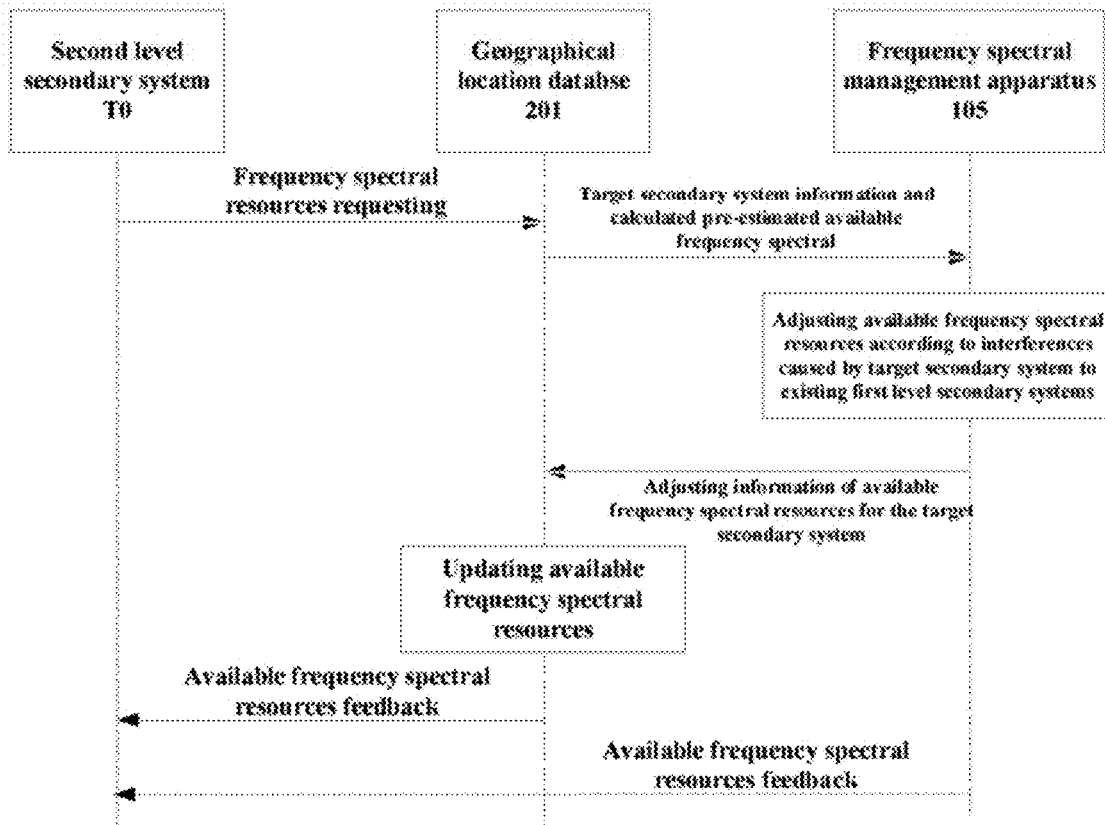 Second level
secondary system
T0
Geographical
location databse
201
Frequency spectral
management apparatus
105
Frequency spectral
resources requesting
Target secondary system information and
calculated pre-estimated available
frequency spectral
Adjusting available frequency spectral
resources according to interferences
caused by target secondary system to
existing first level secondary systems
Adjusting information of available
frequency spectral resources for the target
secondary system
Updating available
frequency spectral
resources
Available frequency spectral
resources feedback
Available frequency spectral
resources feedback